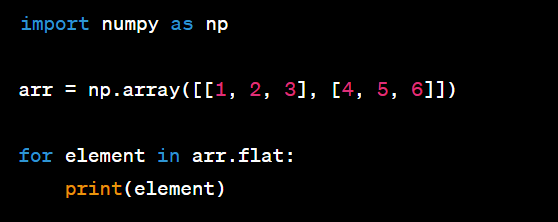 import numpy as np
arr = np.array([[1, 2, 3], [4, 5, 6]])
for element in arr.flat:
    print(element)